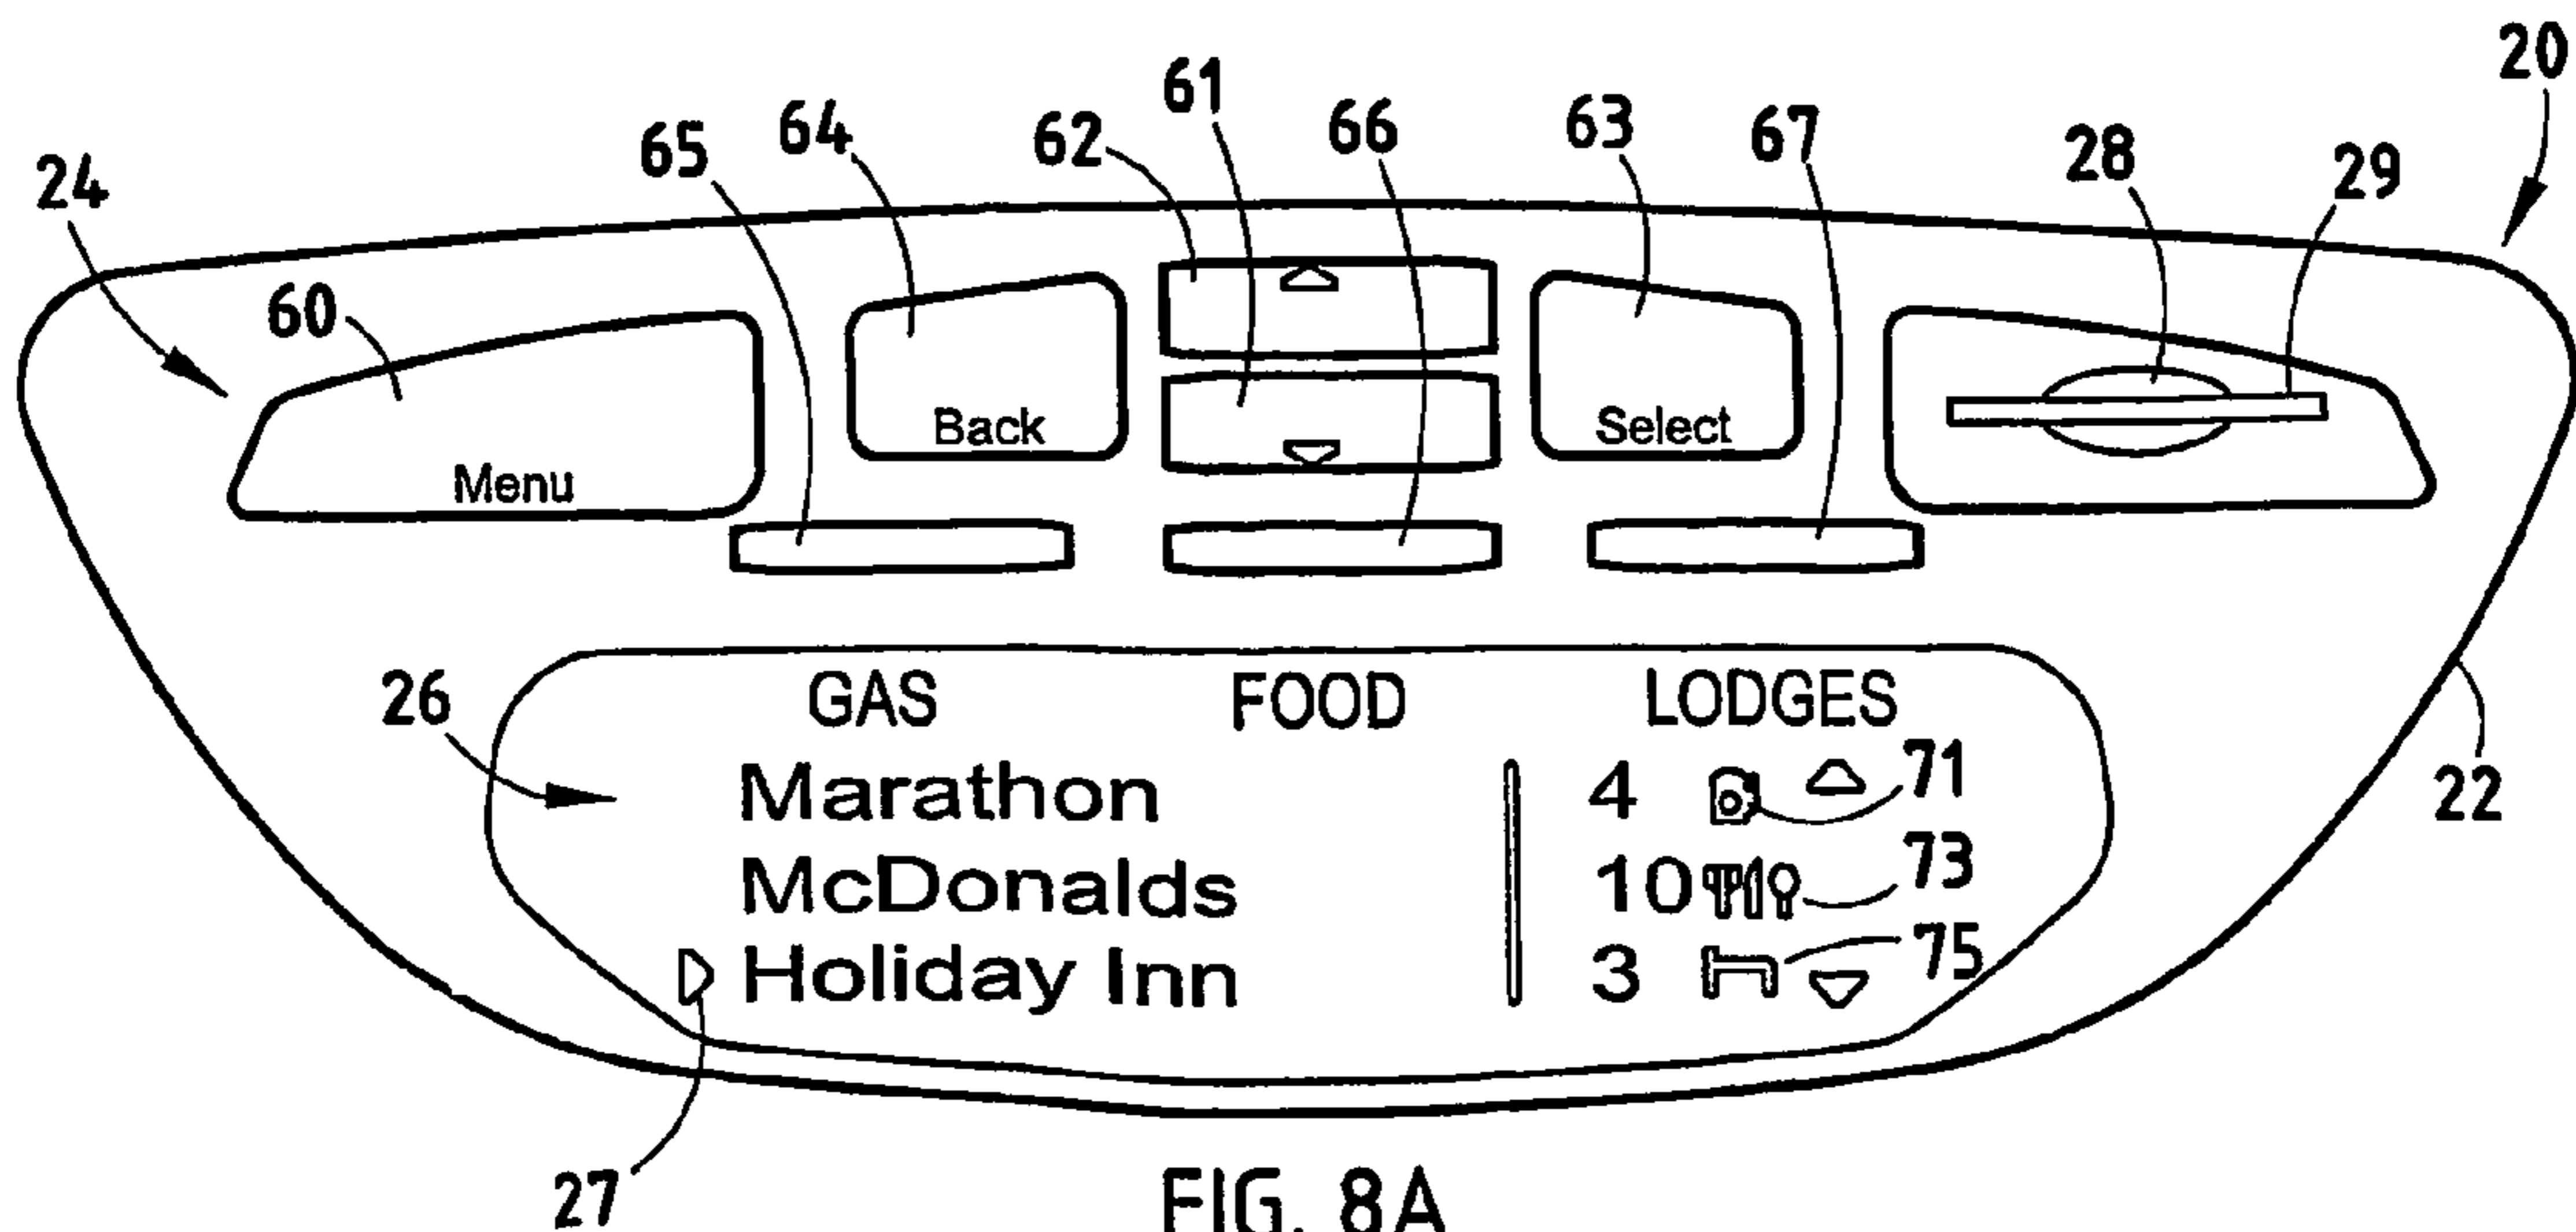 20
61
62
66
63
67
64
65
28
29
24
60
Back
Select
Menu
26
GAS FOOD LODGES
Marathon 4 71
McDonalds 10 73
Holiday Inn 3 75
22
27
FIG. 8A